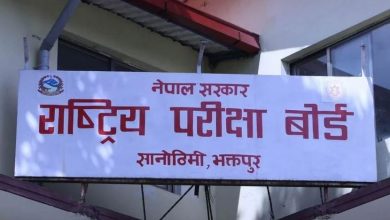 नेपाल सरकार
राष्ट्रिय परीक्षा बोर्ड
सानोठिमी, भक्तपुर